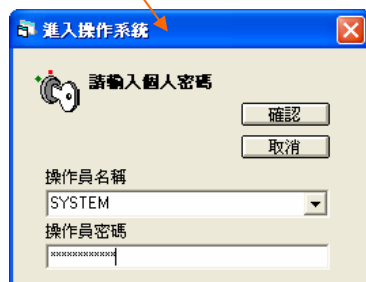 進入操作系統
請輸入個人密碼
確認
取消
操作員名稱
SYSTEM
操作員密碼
************